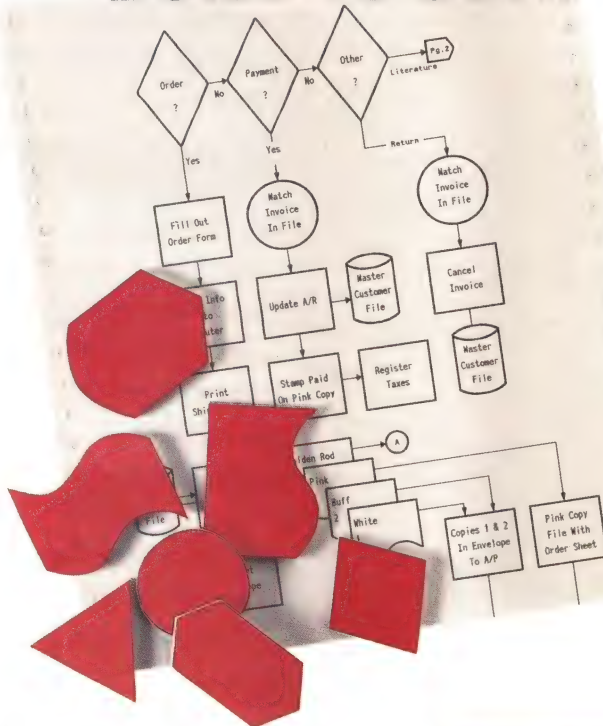 Pg.2
Order
?
No
Payment
?
No
Other
?
Literature
Yes
Yes
Return
Fill Out
Order Form
Match
Invoice
In File
Match
Invoice
In File
Info
Update A/R
Master
Customer
File
Cancel
Invoice
Master
Customer
File
Print
Stamp Paid
On Pink Copy
Register
Taxes
Rod
A
Pink
Buff
2
White
File
Copies 1 & 2
In Envelope
To A/P
Pink Copy
File With
Order Sheet